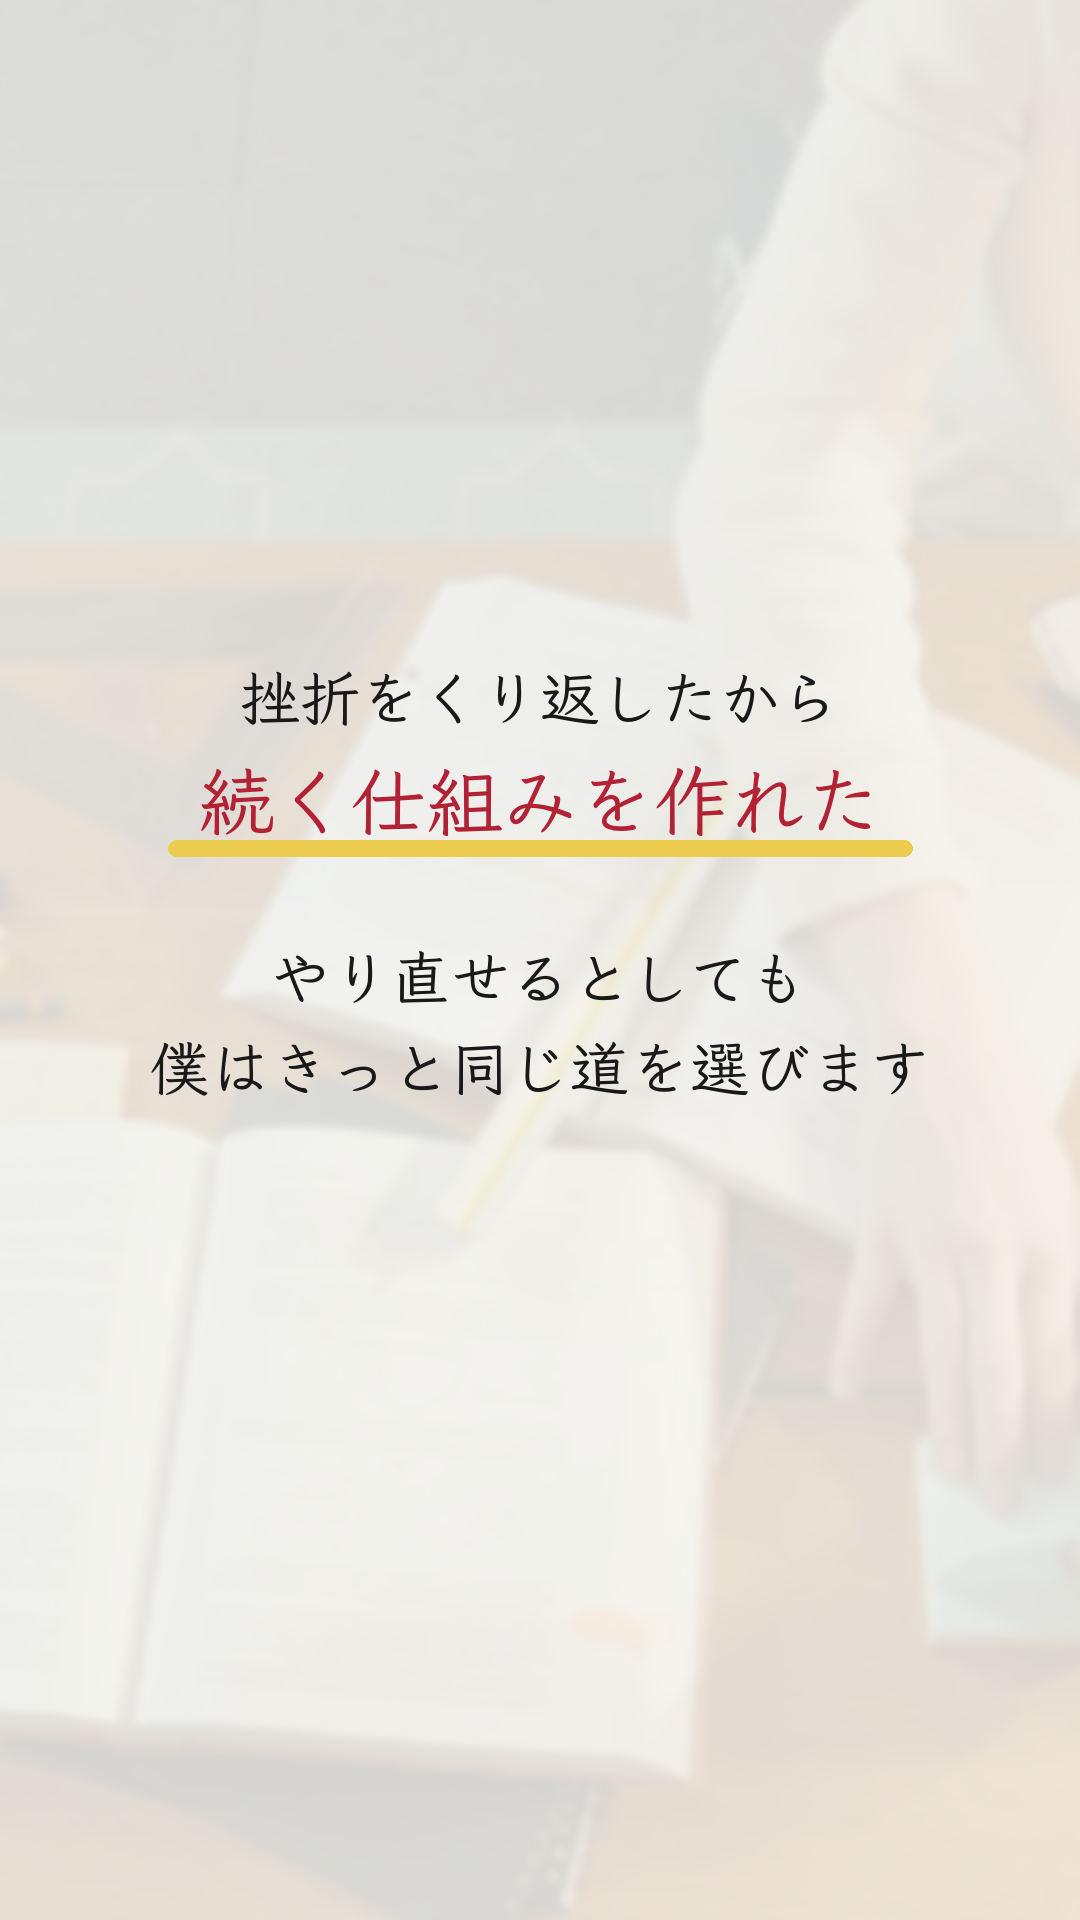 挫折をくり返したから
続く仕組みを作れた
やり直せるとしても
僕はきっと同じ道を選びます